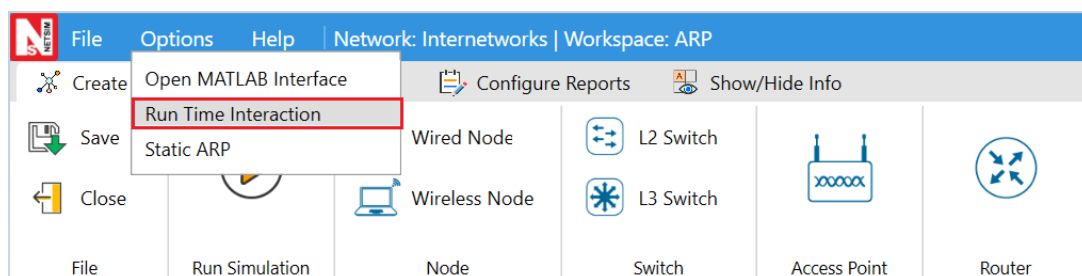 NETSIM
File Options Help Network: Internetworks | Workspace: ARP
Create Configure Reports Show/Hide Info
Open MATLAB Interface
Run Time Interaction
Static ARP
Save Wired Node L2 Switch
Close Wireless Node L3 Switch
File Run Simulation Node Switch Access Point Router